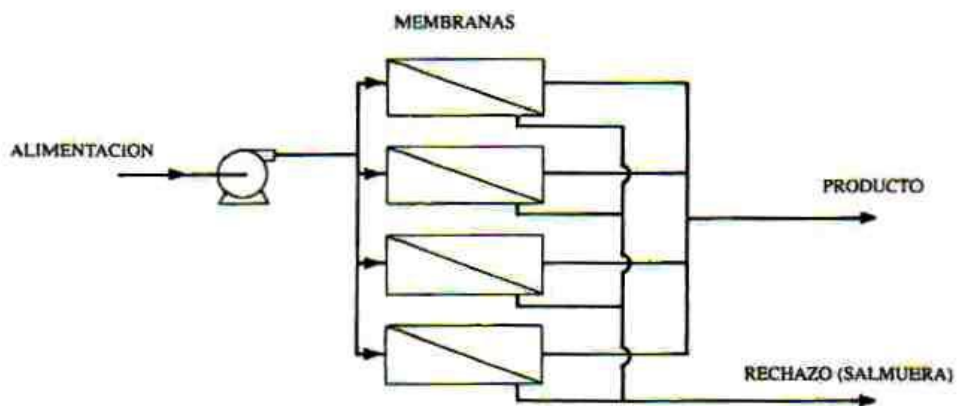 MEMBRANAS
ALIMENTACION
PRODUCTO
RECHAZO (SALMUERA)